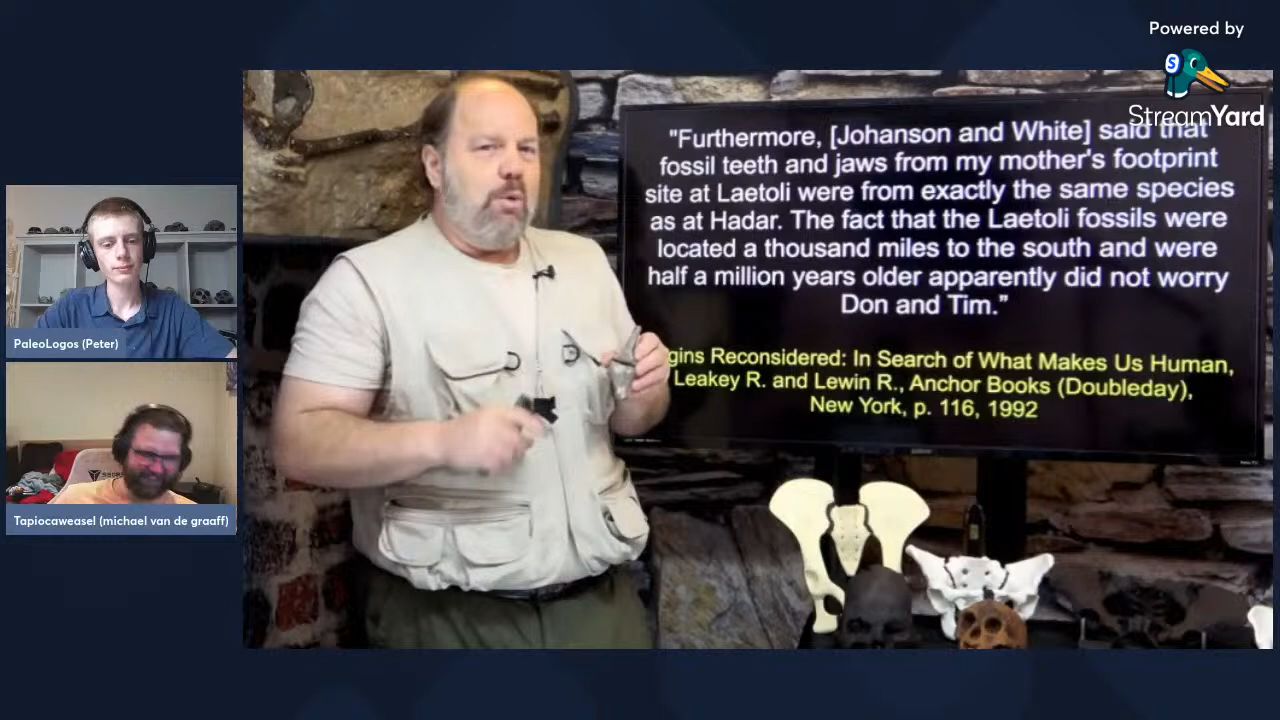 Powered by
StreamYard
"Furthermore, [Johanson and White] said that
fossil teeth and jaws from my mother's footprint
site at Laetoli were from exactly the same species
as at Hadar. The fact that the Laetoli fossils were
located a thousand miles to the south and were
half a million years older apparently did not worry
Don and Tim."
gins Reconsidered: In Search of What Makes Us Human,
Leakey R. and Lewin R., Anchor Books (Doubleday),
New York, p. 116, 1992
PaleoLogos (Peter)
Tapiocaweasel (michael van de graaff)